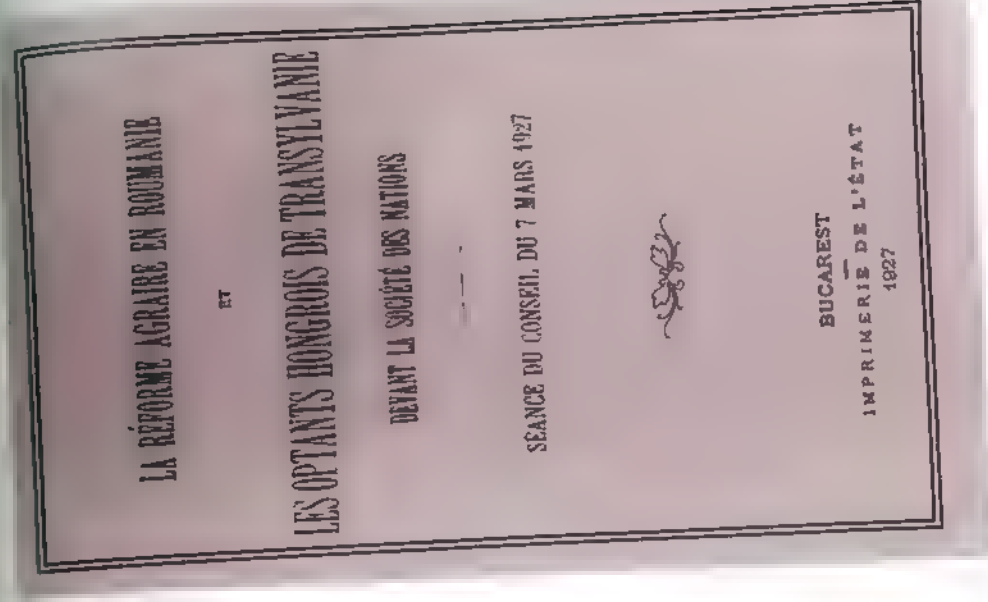 LA RÉFORME AGRAIRE EN ROUMANIE
ET
LES OPTANTS HONGROIS DE TRANSYLVANIE
DEVANT LA SOCIÉTÉ DES NATIONS
SÉANCE DU CONSEIL DU 7 MARS 1927
BUCAREST
IMPRIMERIE DE L'ÉTAT
1927